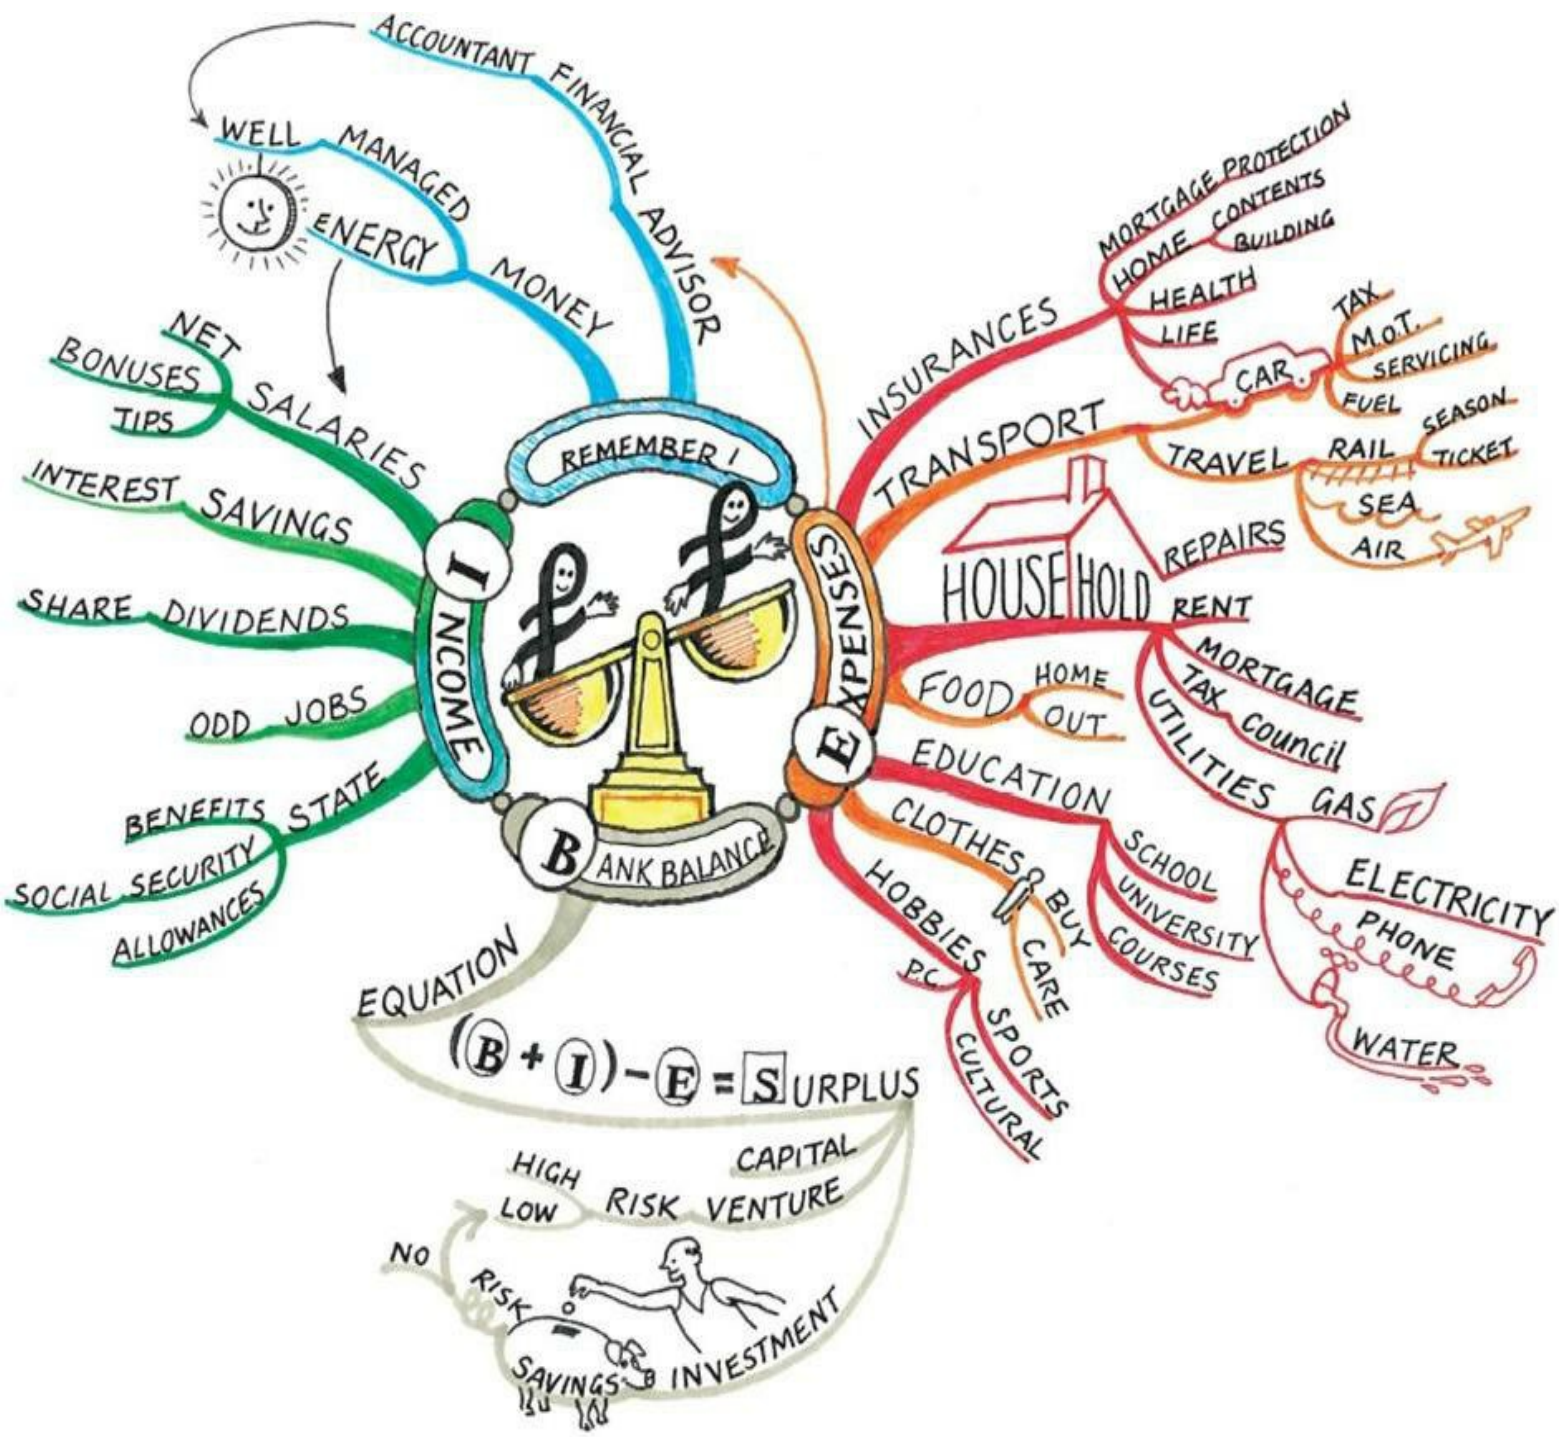 ACCOUNTANT FINANCIAL ADVISOR
WELL MANAGED
ENERGY
MONEY
REMEMBER!
NET
BONUSES
TIPS
SALARIES
INTEREST SAVINGS
SHARE DIVIDENDS
ODD JOBS
STATE
BENEFITS
SOCIAL SECURITY
ALLOWANCES
INCOME
EXPENSES
BANK BALANCE
INSURANCES
MORTGAGE PROTECTION
HOME CONTENTS
BUILDING
HEALTH
LIFE
CAR
TRANSPORT
TAX
M.O.T.
SERVICING
FUEL
TRAVEL RAIL SEASON
TICKET
SEA
AIR
HOUSEHOLD
REPAIRS
RENT
MORTGAGE
TAX COUNCIL
UTILITIES GAS
ELECTRICITY
PHONE
WATER
FOOD HOME
OUT
EDUCATION
SCHOOL
UNIVERSITY
COURSES
CLOTHES
BUY
CARE
HOBBIES
P.C
SPORTS
CULTURAL
EQUATION
(B + I) - E = SURPLUS
CAPITAL
HIGH
LOW RISK VENTURE
NO RISK
SAVINGS INVESTMENT